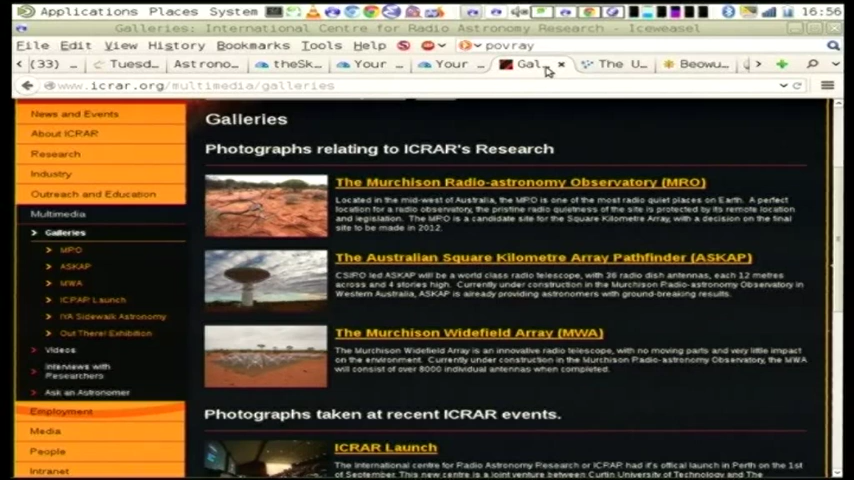 Applications Places System
16:56
Galleries: International Centre for Radio Astronomy Research - Iceweasel
File Edit View History Bookmarks Tools Help
povray
(33)
Tuesd...
Astrono...
theSk...
Your ...
Your ...
Gal...
The U...
Beowu...
www.icrar.org/multimedia/galleries
News and Events
About ICRAR
Research
Industry
Outreach and Education
Multimedia
Galleries
MRO
ASKAP
MWA
ICRAR Launch
IYA Sidewalk Astronomy
Out There! Exhibition
Videos
Interviews with
Researchers
Ask an Astronomer
Employment
Media
People
Intranet
Galleries
Photographs relating to ICRAR's Research
The Murchison Radio-astronomy Observatory (MRO)
Located in the mid-west of Australia, the MRO is one of the most radio quiet places on Earth. A perfect
location for a radio observatory, the pristine radio quietness of the site is protected by its remote location
and legislation. The MRO is a candidate site for the Square Kilometre Array, with a decision on the final
site to be made in 2012.
The Australian Square Kilometre Array Pathfinder (ASKAP)
CSIRO led ASKAP will be a world class radio telescope, with 36 radio dish antennas, each 12 metres
across and 4 stories high. Currently under construction in the Murchison Radio-astronomy Observatory in
Western Australia, ASKAP is already providing astronomers with ground-breaking results.
The Murchison Widefield Array (MWA)
The Murchison Widefield Array is an innovative radio telescope, with no moving parts and very little impact
on the environment. Currently under construction in the Murchison Radio-astronomy Observatory, the MWA
will consist of over 8000 individual antennas when completed.
Photographs taken at recent ICRAR events.
ICRAR Launch
The International centre for Radio Astronomy Research or ICRAR had it's offical launch in Perth on the 1st
of September. This new centre is a joint venture between Curtin University of Technology and The